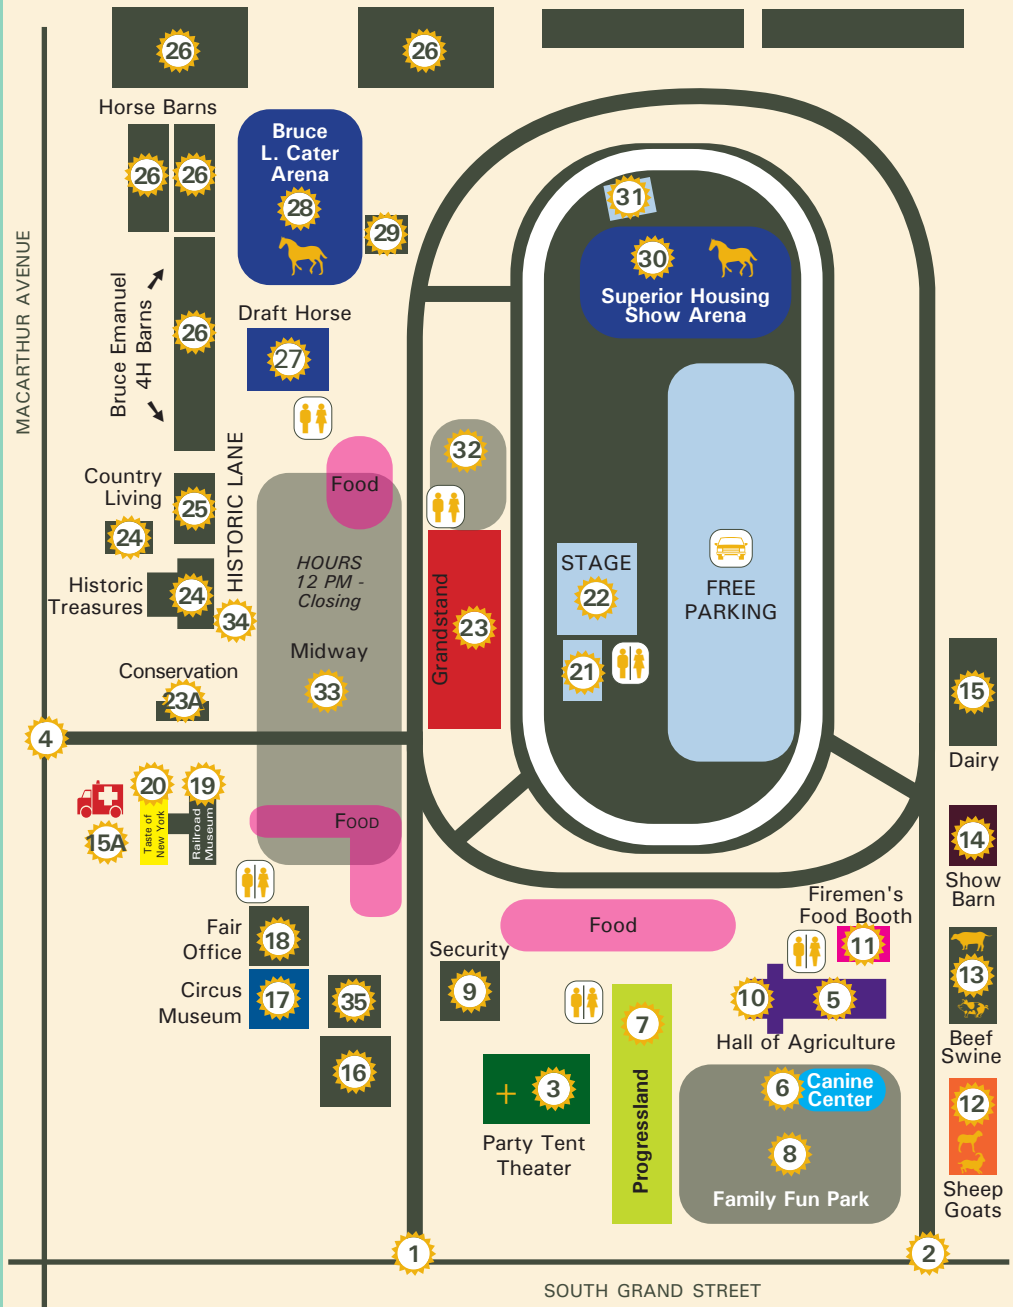 26
26
Horse Barns
26
26
Bruce
L. Cater
Arena
28
29
31
30
Superior Housing
Show Arena
MACARTHUR AVENUE
Bruce Emanuel
4H Barns
26
Draft Horse
27
32
Food
Country
Living
25
24
HISTORIC LANE
HOURS
12 PM -
Closing
Historic
Treasures
24
34
Grandstand
23
STAGE
22
FREE
PARKING
21
Midway
33
Conservation
23A
15
Dairy
4
20
19
15A
Taste of
New York
Railroad
Museum
FOOD
14
Show
Barn
Firemen's
Food Booth
11
Fair
Office
18
Food
Security
9
13
Beef
Swine
Circus
Museum
17
35
10
5
Hall of Agriculture
7
16
3
Party Tent
Theater
Progressland
6
Canine
Center
8
Family Fun Park
12
Sheep
Goats
1
2
SOUTH GRAND STREET